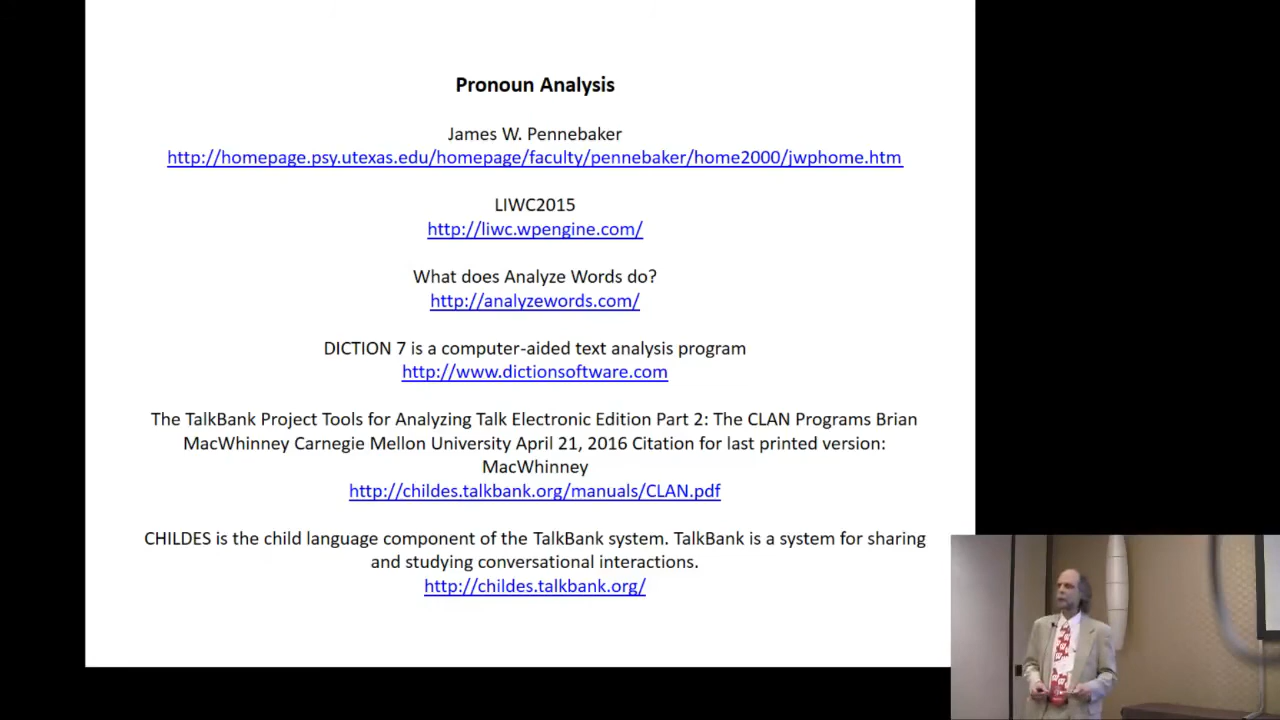 Pronoun Analysis
James W. Pennebaker
http://homepage.psy.utexas.edu/homepage/faculty/pennebaker/home2000/jwphome.htm
LIWC2015
http://liwc.wpengine.com/
What does Analyze Words do?
http://analyzewords.com/
DICTION 7 is a computer-aided text analysis program
http://www.dictionsoftware.com
The TalkBank Project Tools for Analyzing Talk Electronic Edition Part 2: The CLAN Programs Brian
MacWhinney Carnegie Mellon University April 21, 2016 Citation for last printed version:
MacWhinney
http://childes.talkbank.org/manuals/CLAN.pdf
CHILDES is the child language component of the TalkBank system. TalkBank is a system for sharing
and studying conversational interactions.
http://childes.talkbank.org/